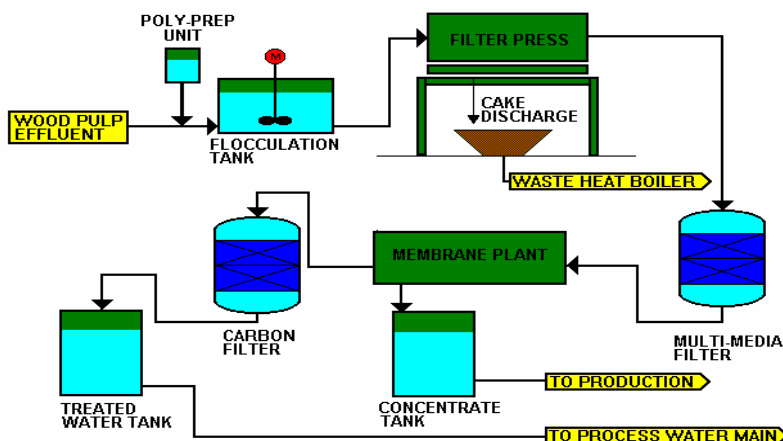 POLY-PREP
UNIT
M
FILTER PRESS
WOOD PULP
EFFLUENT
FLOCCULATION
TANK
CAKE
DISCHARGE
WASTE HEAT BOILER
MEMBRANE PLANT
CARBON
FILTER
MULTI-MEDIA
FILTER
TREATED
WATER TANK
CONCENTRATE
TANK
TO PRODUCTION
TO PROCESS WATER MAIN